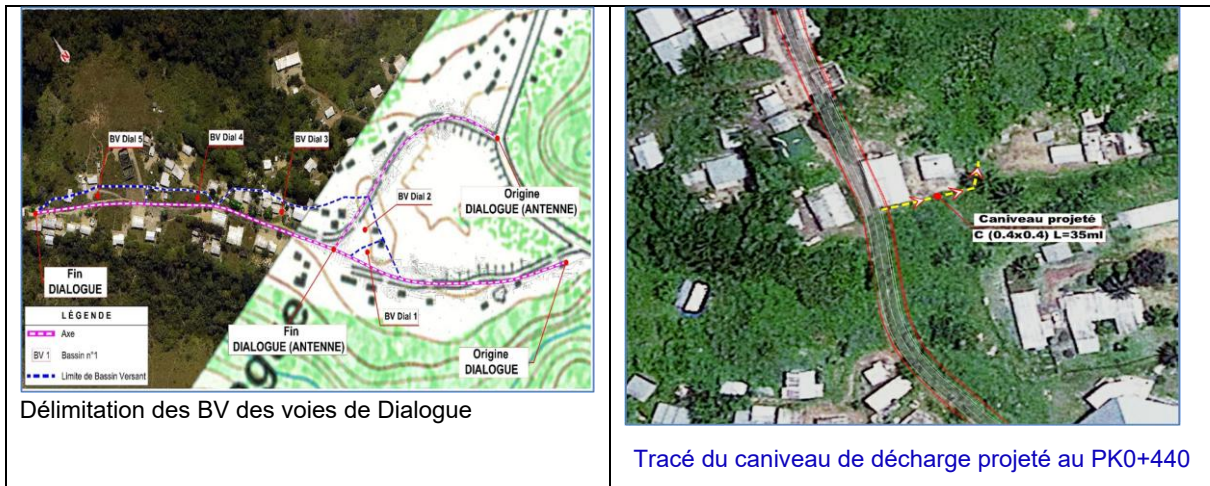 BV Dial 5
BV Dial 4
BV Dial 3
BV Dial 2
Origine
DIALOGUE (ANTENNE)
Fin
DIALOGUE
BV Dial 1
Fin
DIALOGUE (ANTENNE)
Origine
DIALOGUE
LÉGENDE
Axe
BV 1 Bassin n°1
Limite de Bassin Versant
Délimitation des BV des voies de Dialogue
Caniveau projeté
C (0.4x0.4) L=35ml
Tracé du caniveau de décharge projeté au PK0+440